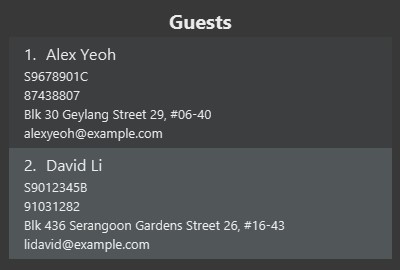 Guests
1. Alex Yeoh
S9678901C
87438807
Blk 30 Geylang Street 29, #06-40
alexyeoh@example.com
2. David Li
S9012345B
91031282
Blk 436 Serangoon Gardens Street 26, #16-43
lidavid@example.com